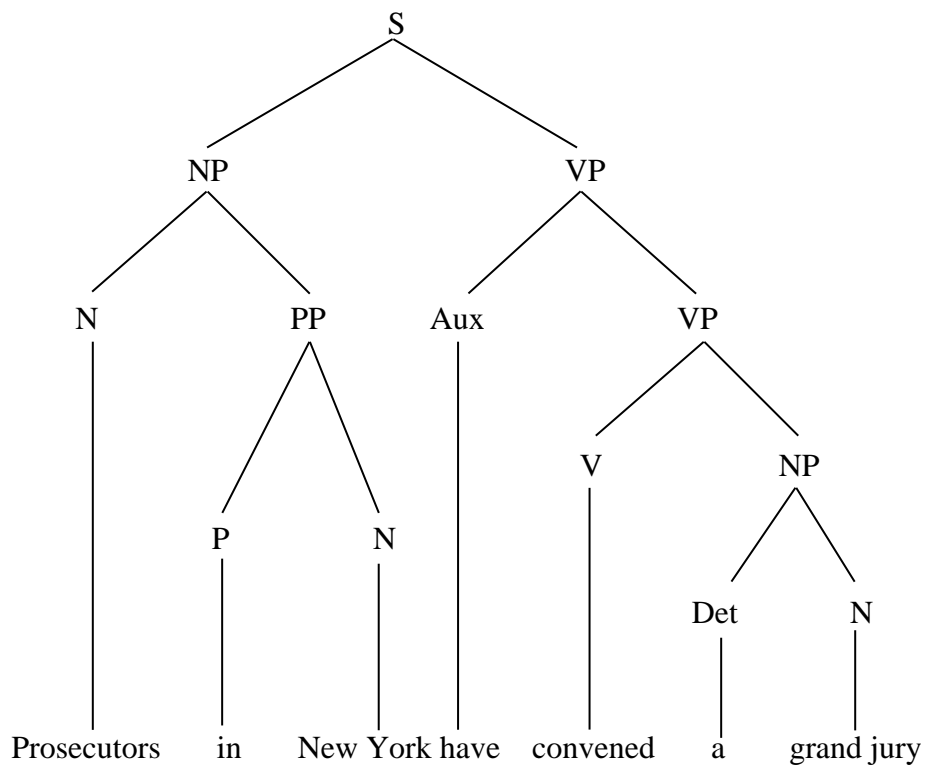 S
NP VP
N PP Aux VP
V NP
P N
Det N
Prosecutors in New York have convened a grand jury